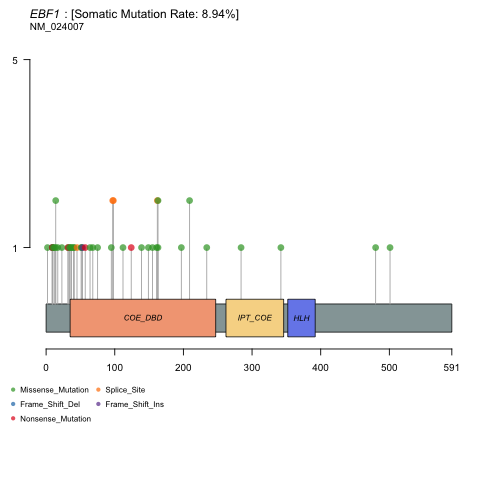 EBF1 : [Somatic Mutation Rate: 8.94%]
NM_024007
5
1
COE_DBD IPT_COE HLH
0 100 200 300 400 500 591
Missense_Mutation Splice_Site
Frame_Shift_Del Frame_Shift_Ins
Nonsense_Mutation